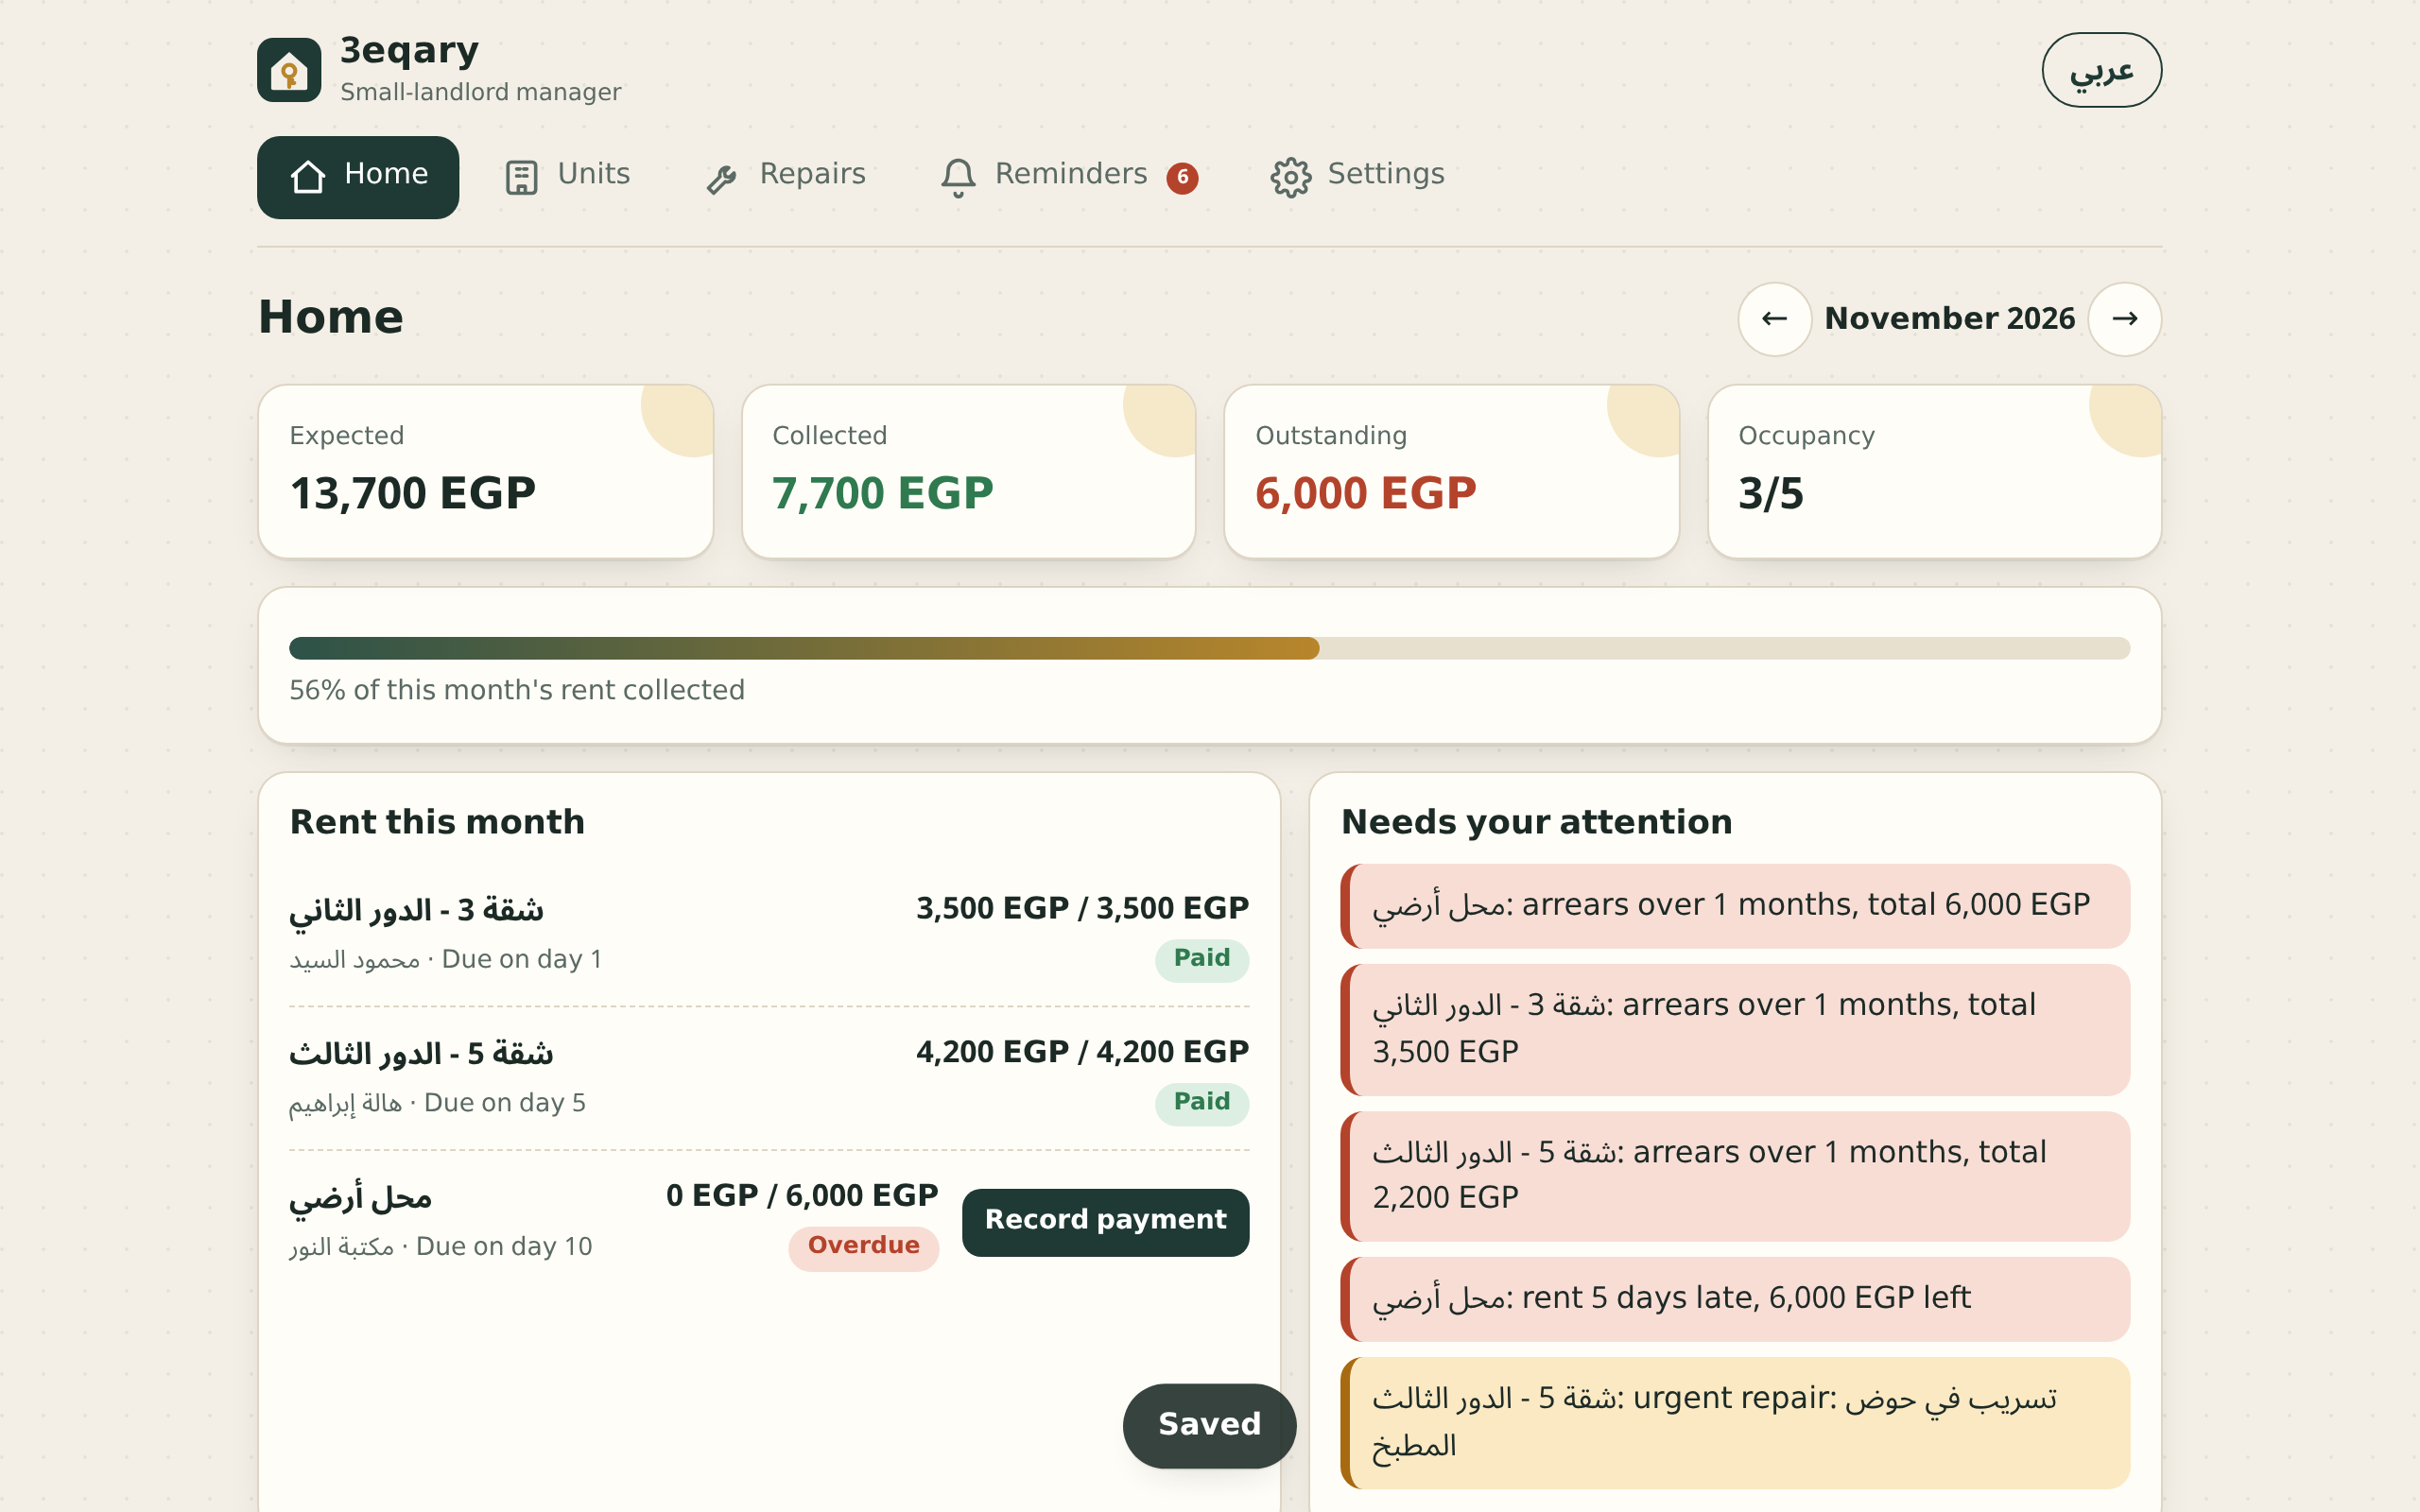 3eqary
Small-landlord manager
عربي
Home
Units
Repairs
Reminders 6
Settings
Home
← November 2026 →
Expected
13,700 EGP
Collected
7,700 EGP
Outstanding
6,000 EGP
Occupancy
3/5
56% of this month's rent collected
Rent this month
شقة 3 - الدور الثاني
3,500 EGP / 3,500 EGP
محمود السيد · Due on day 1
Paid
شقة 5 - الدور الثالث
4,200 EGP / 4,200 EGP
هالة إبراهيم · Due on day 5
Paid
محل أرضي
0 EGP / 6,000 EGP
مكتبة النور · Due on day 10
Overdue
Record payment
Needs your attention
محل أرضي: arrears over 1 months, total 6,000 EGP
شقة 3 - الدور الثاني: arrears over 1 months, total
3,500 EGP
شقة 5 - الدور الثالث: arrears over 1 months, total
2,200 EGP
محل أرضي: rent 5 days late, 6,000 EGP left
شقة 5 - الدور الثالث: urgent repair: تسريب في حوض
المطبخ
Saved